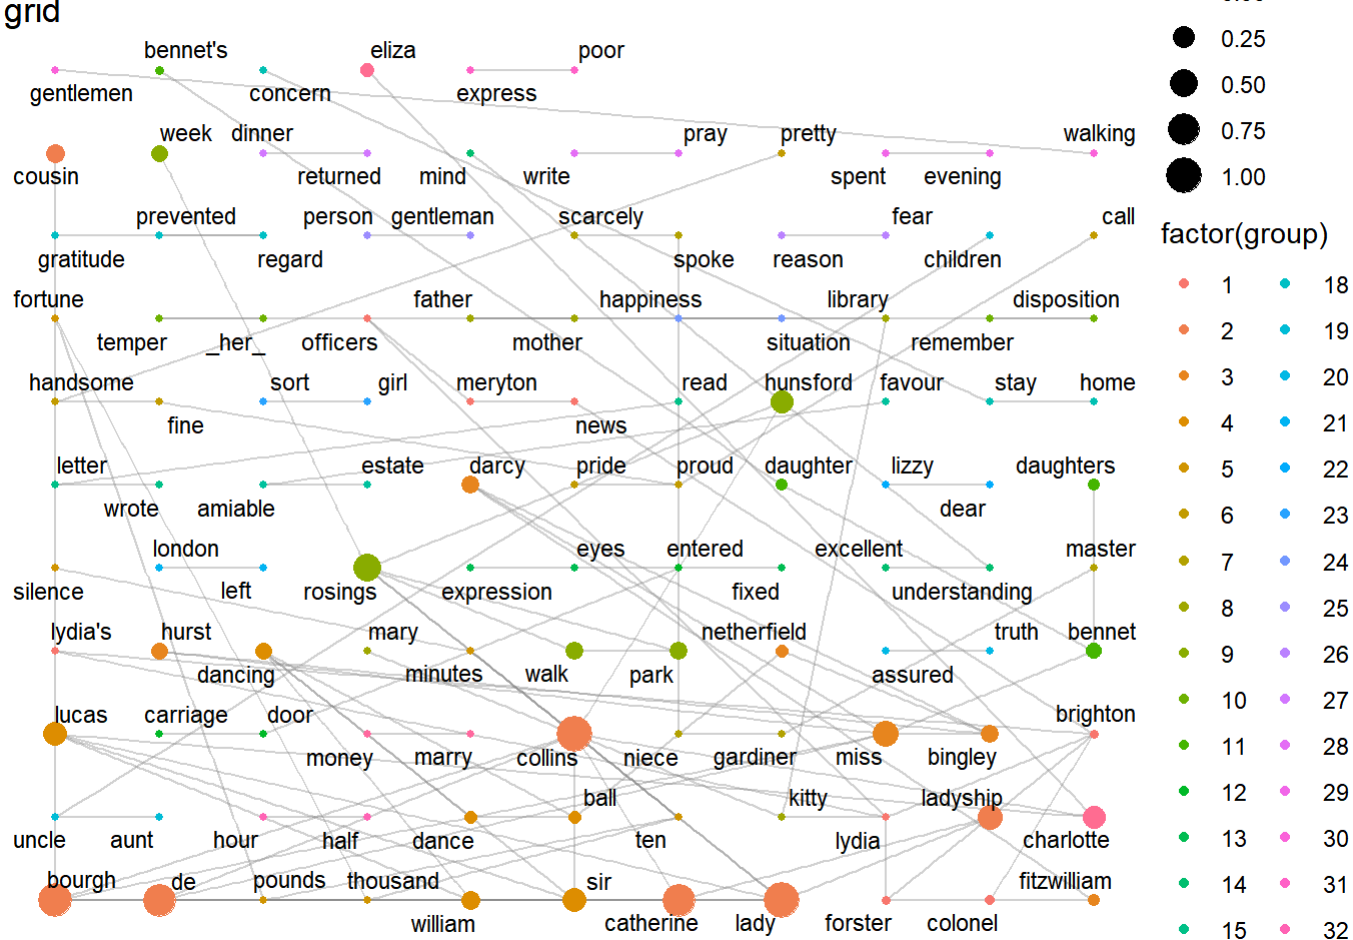 grid
bennet's eliza poor
0.25
gentlemen concern express
0.50
week dinner pray pretty walking
0.75
cousin returned mind write spent evening
1.00
prevented person gentleman scarcely fear call
factor(group)
gratitude regard spoke reason children
1 18
fortune father happiness library disposition
2 19
temper _her_ officers mother situation remember
3 20
handsome sort girl meryton read hunsford favour stay home
4 21
fine news
5 22
letter estate darcy pride proud daughter lizzy daughters
6 23
wrote amiable dear
7 24
london eyes entered excellent master
8 25
silence left rosings expression fixed understanding
9 26
lydia's hurst mary netherfield truth bennet
10 27
dancing minutes walk park assured
11 28
lucas carriage door brighton
12 29
money marry collins niece gardiner miss bingley
13 30
ball kitty ladyship
14 31
uncle aunt hour half dance ten lydia charlotte
15 32
bourgh de pounds thousand sir fitzwilliam
william catherine lady forster colonel